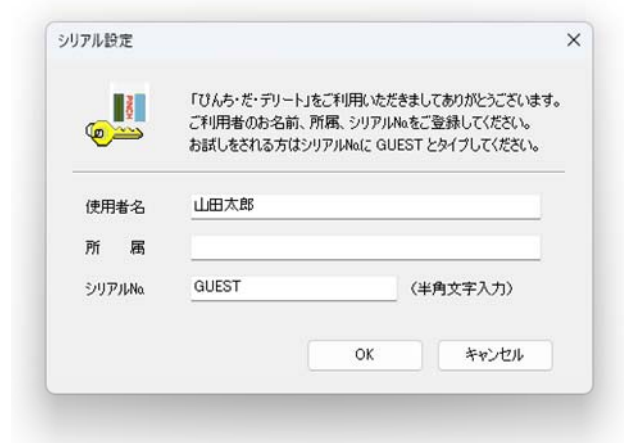 シリアル設定
PINCH
「ぴんち・だ・デリート」をご利用いただきましてありがとうございます。
ご利用者のお名前、所属、シリアル№をご登録してください。
お試しをされる方はシリアル№に GUEST とタイプしてください。
使用者名 山田太郎
所 属
シリアル№ GUEST (半角文字入力)
OK キャンセル